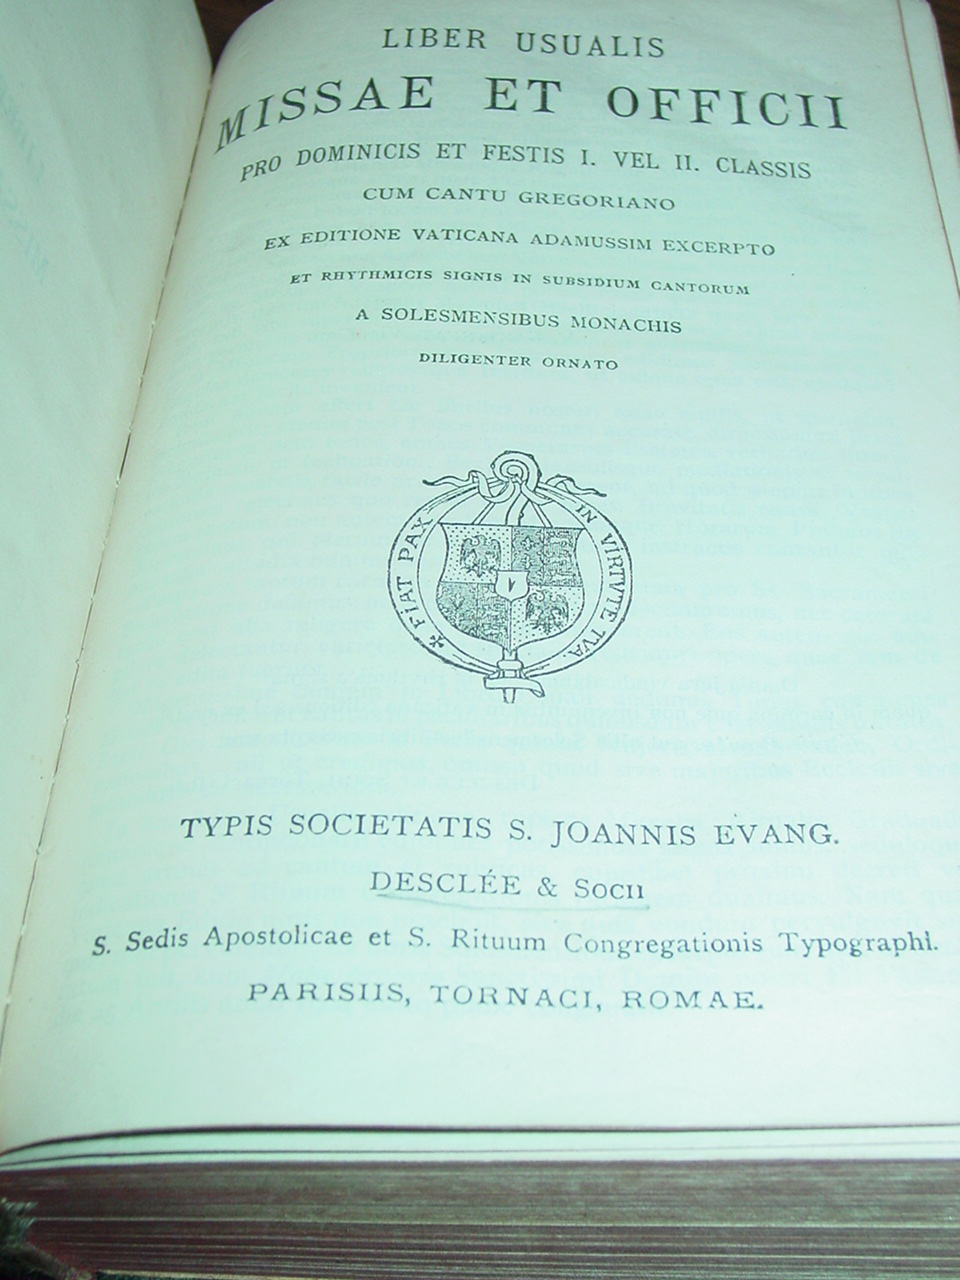 LIBER USUALIS
MISSAE ET OFFICII
PRO DOMINICIS ET FESTIS I. VEL II. CLASSIS
CUM CANTU GREGORIANO
EX EDITIONE VATICANA ADAMUSSIM EXCERPTO
ET RHYTHMICIS SIGNIS IN SUBSIDIUM CANTORUM
A SOLESMENSIBUS MONACHIS
DILIGENTER ORNATO
FIAT PAX IN VIRTVTE TVA
TYPIS SOCIETATIS S. JOANNIS EVANG.
DESCLÉE & SOCII
S. Sedis Apostolicae et S. Rituum Congregationis Typographi.
PARISIIS, TORNACI, ROMAE.